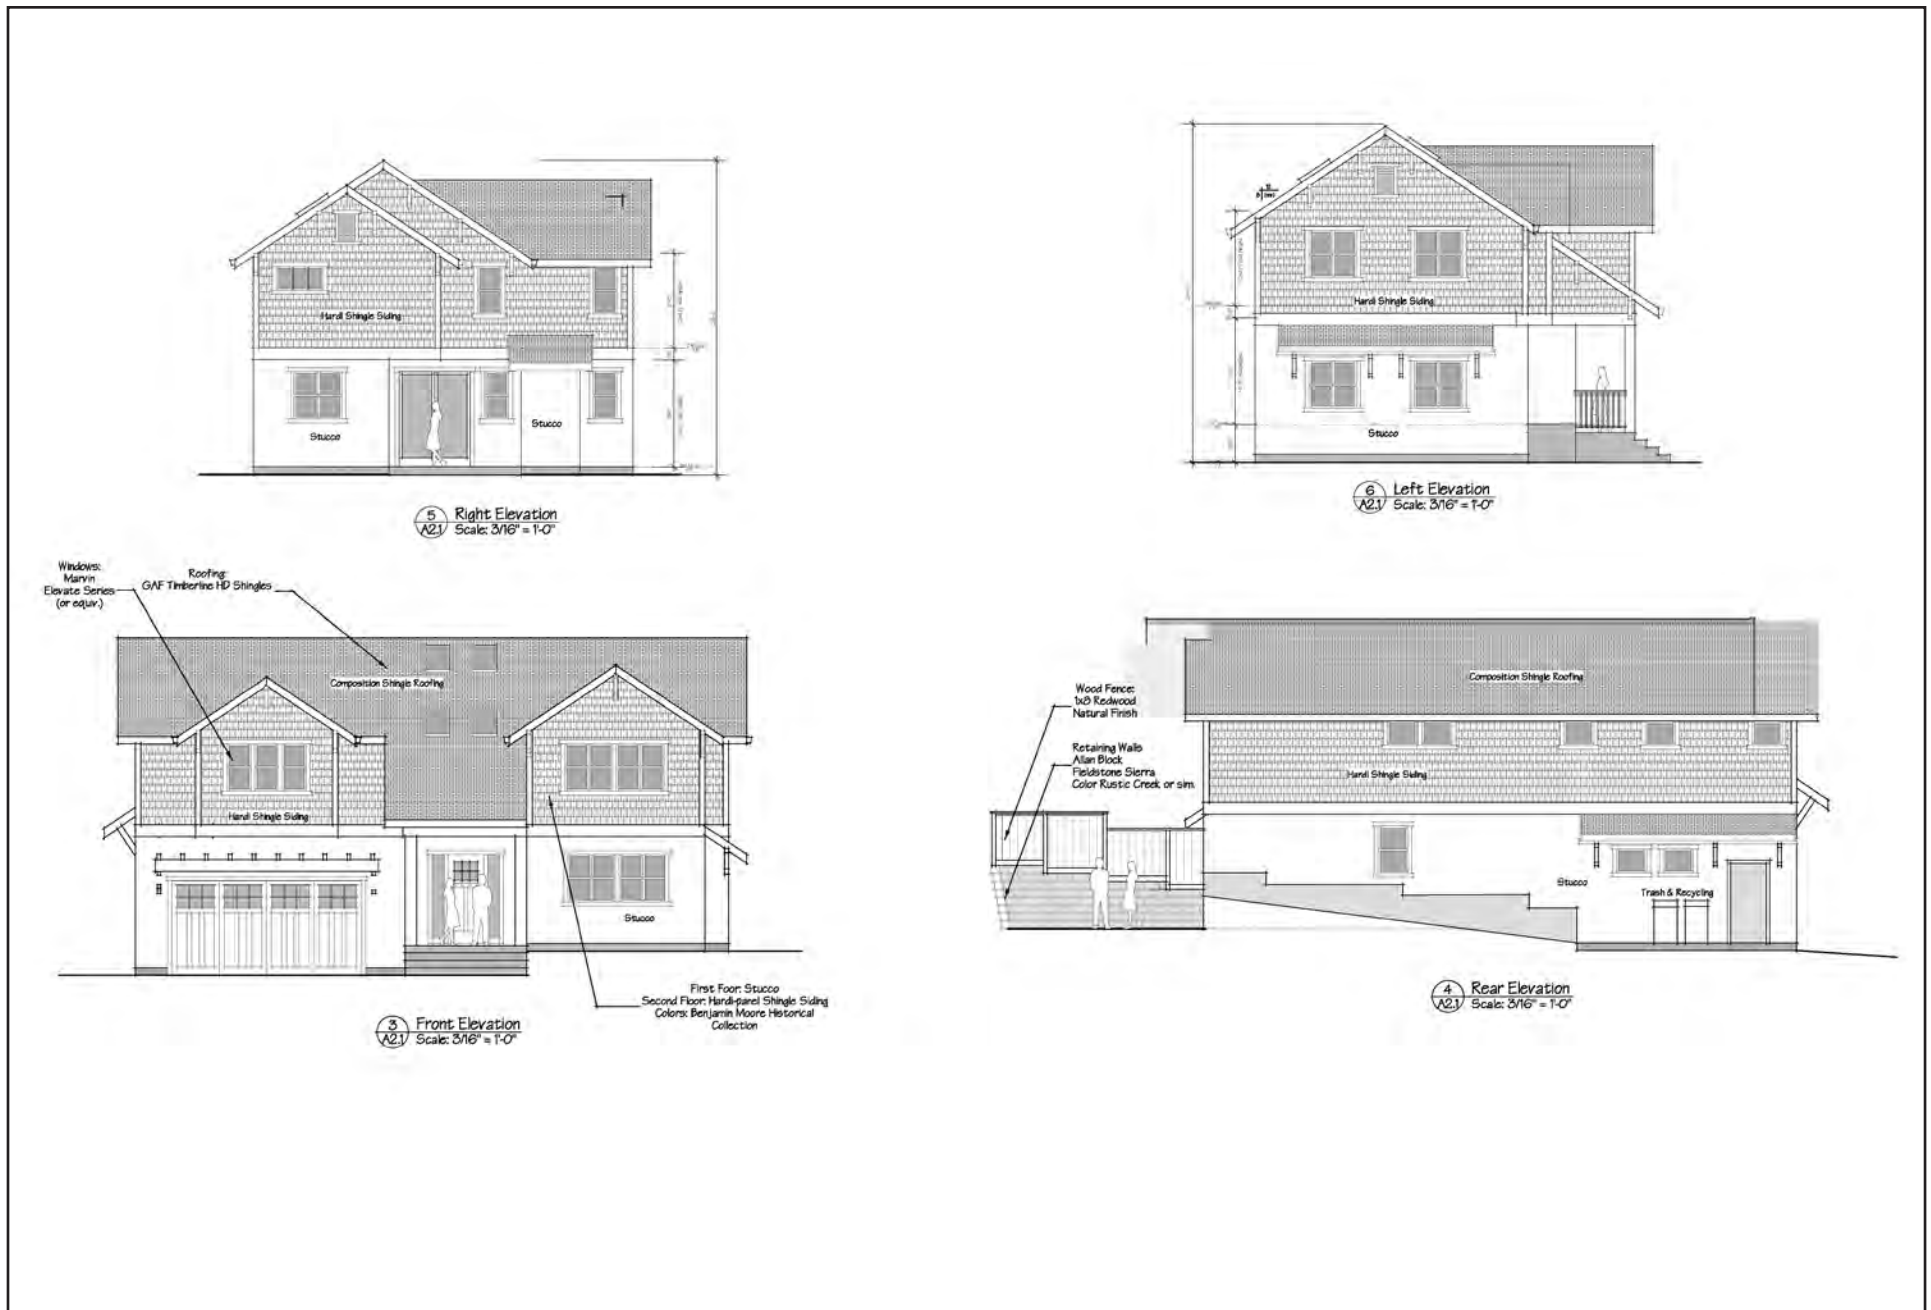 Hardi Shingle Siding
Stucco
Stucco
5
A2.1
Right Elevation
Scale: 3/16" = 1'-0"
Hardi Shingle Siding
Stucco
6
A2.1
Left Elevation
Scale: 3/16" = 1'-0"
Windows:
Marvin
Elevate Series
(or equiv.)
Roofing:
GAF Timberline HD Shingles
Composition Shingle Roofing
Hardi Shingle Siding
Stucco
First Foor: Stucco
Second Floor: Hardi-panel Shingle Siding
Colors: Benjamin Moore Historical
Collection
3
A2.1
Front Elevation
Scale: 3/16" = 1'-0"
Composition Shingle Roofing
Wood Fence:
1x8 Redwood
Natural Finish
Retaining Walls
Allan Block
Fieldstone Sierra
Color Rustic Creek or sim.
Hardi Shingle Siding
Stucco
Trash & Recycling
4
A2.1
Rear Elevation
Scale: 3/16" = 1'-0"